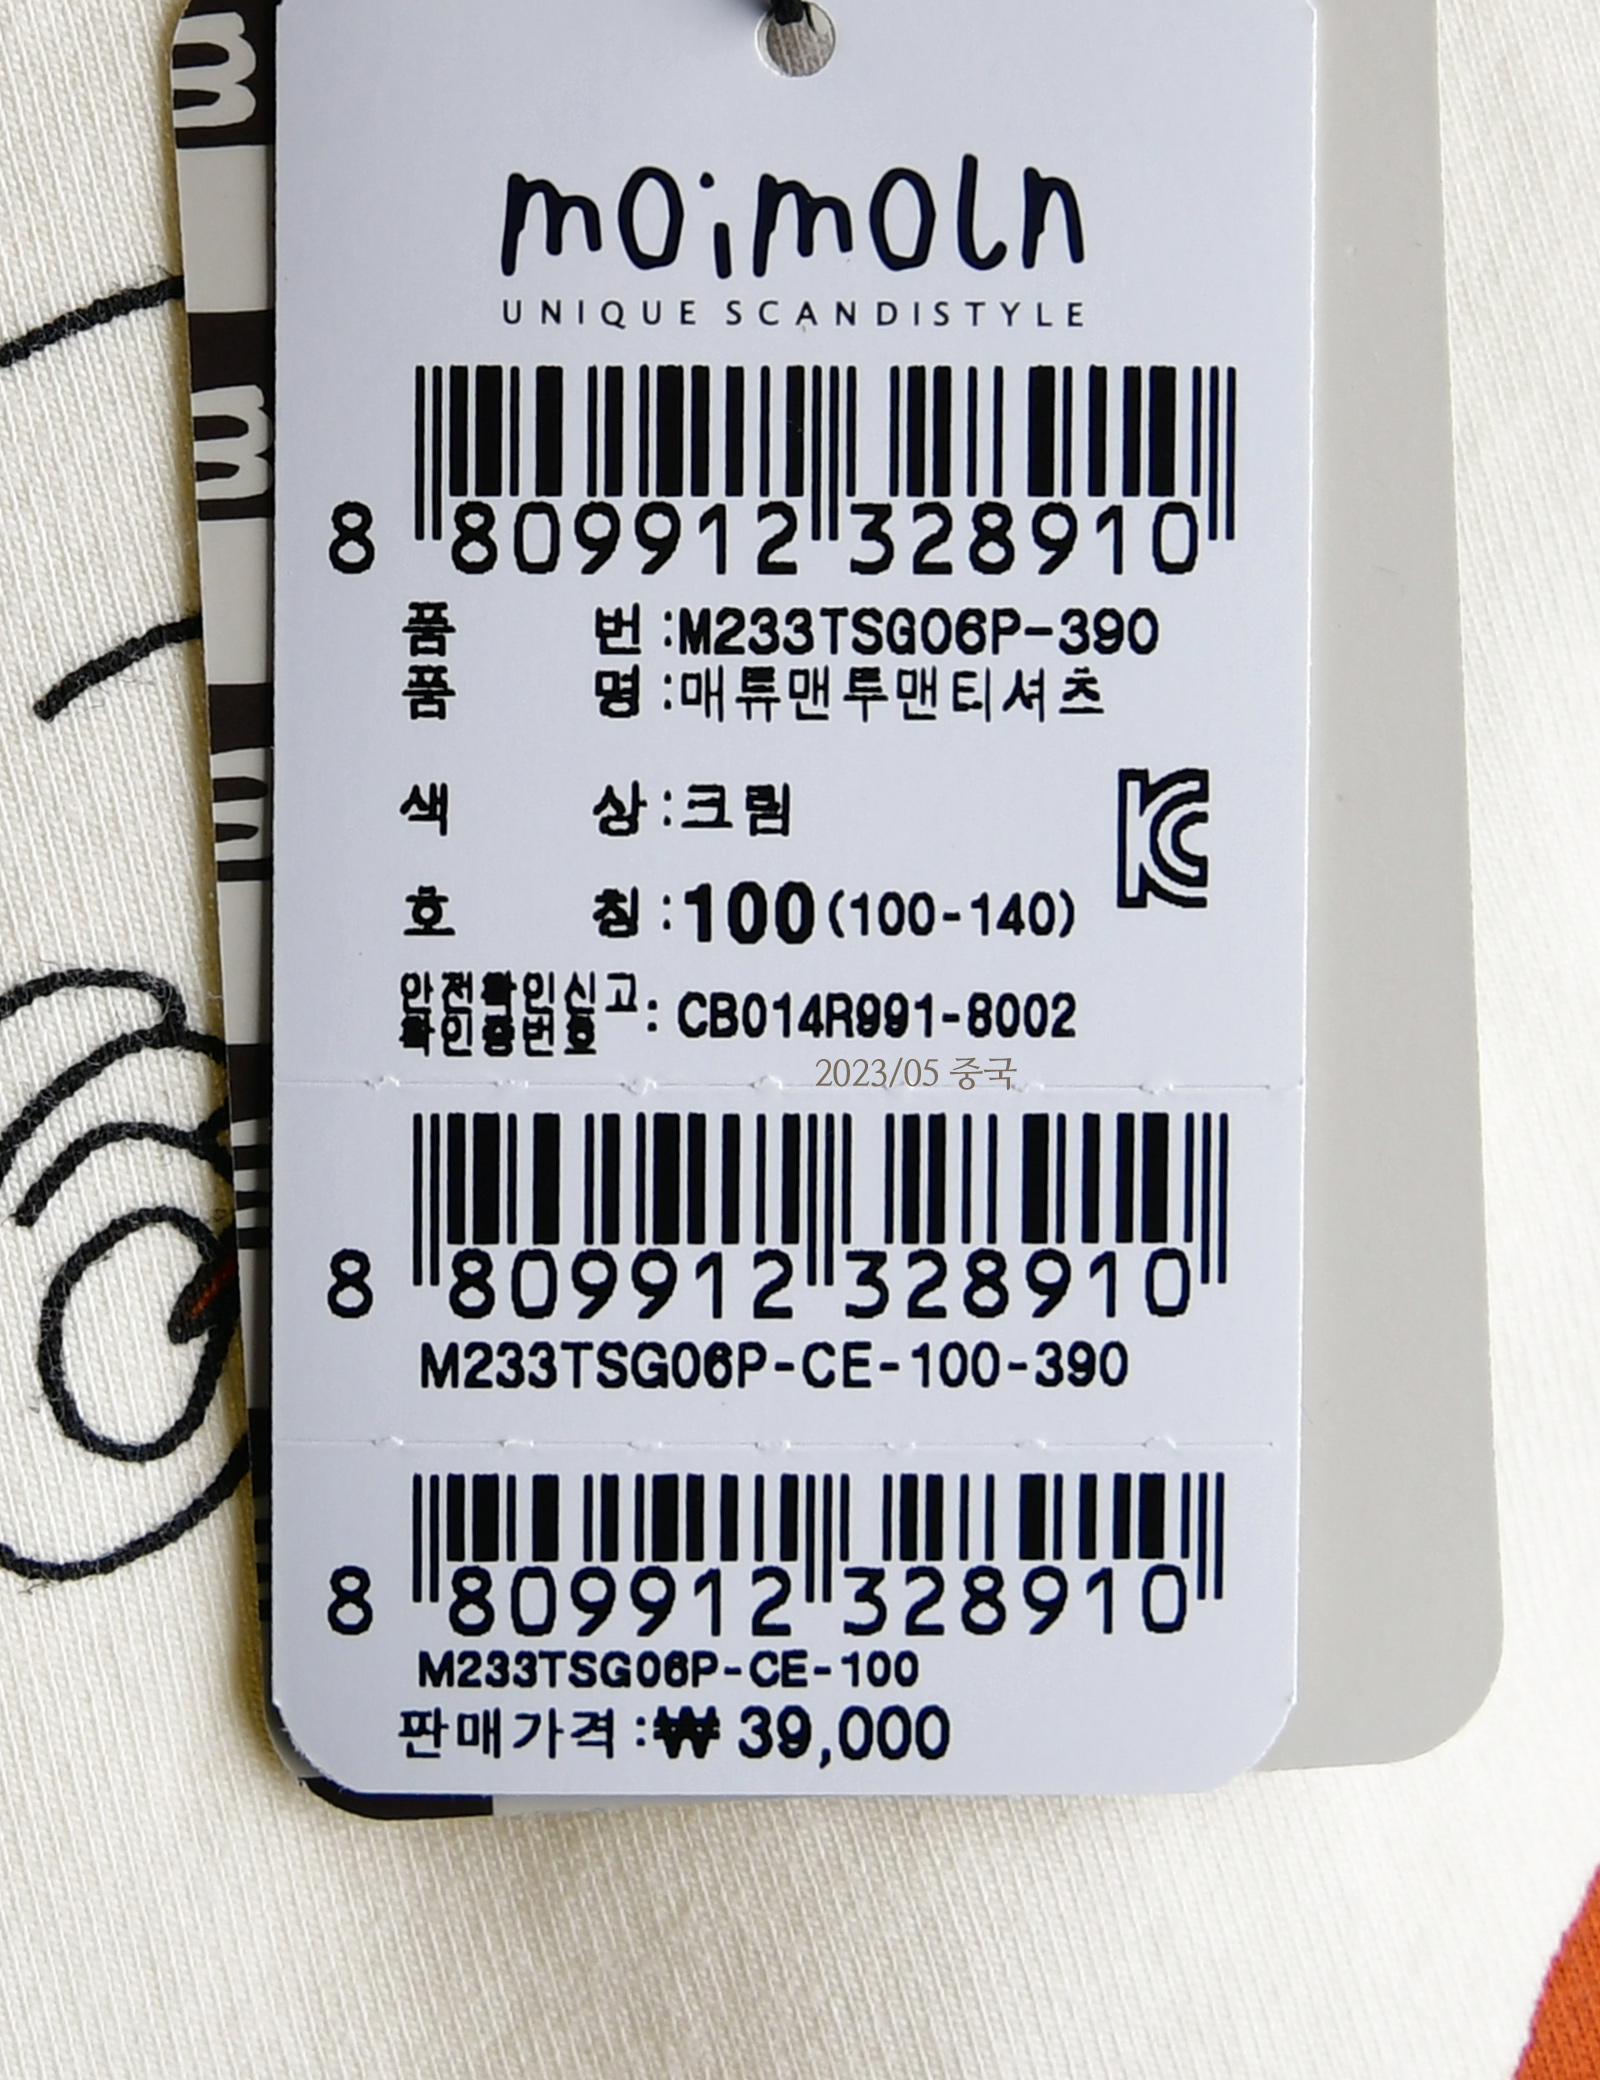 moimoln
UNIQUE SCANDISTYLE
8 809912 328910
품 번 : M233TSG06P-390
품 명 : 매튜맨투맨티셔츠
색 상 : 크림
호 칭 : 100 (100-140)
안전확인신고
확인증번호 : CB014R991-8002
2023/05 중국
8 809912 328910
M233TSG06P-CE-100-390
8 809912 328910
M233TSG06P-CE-100
판매가격 : ₩ 39,000